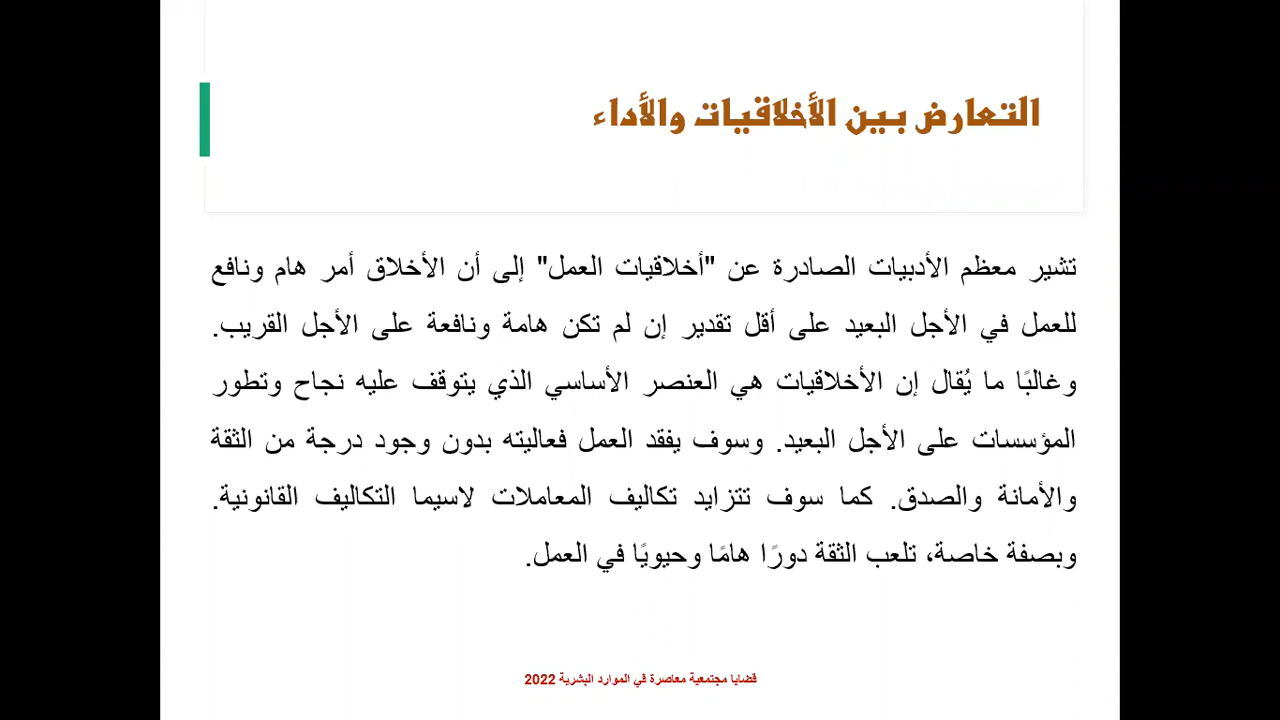 التعارض بين الأخلاقيات والأداء
تشير معظم الأدبيات الصادرة عن "أخلاقيات العمل" إلى أن الأخلاق أمر هام ونافع
للعمل في الأجل البعيد على أقل تقدير إن لم تكن هامة ونافعة على الأجل القريب.
وغالبًا ما يُقال إن الأخلاقيات هي العنصر الأساسي الذي يتوقف عليه نجاح وتطور
المؤسسات على الأجل البعيد. وسوف يفقد العمل فعاليته بدون وجود درجة من الثقة
والأمانة والصدق. كما سوف تتزايد تكاليف المعاملات لاسيما التكاليف القانونية.
وبصفة خاصة، تلعب الثقة دورًا هامًا وحيويًا في العمل.
قضايا مجتمعية معاصرة في الموارد البشرية 2022